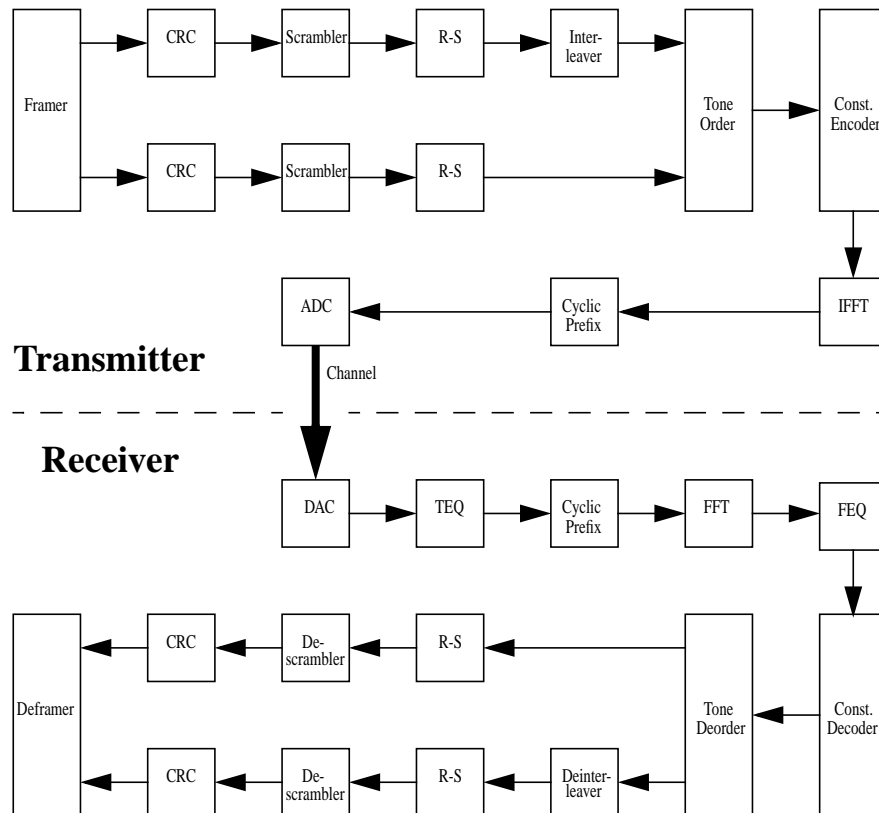 CRC
Scrambler
R-S
Inter-
leaver
Framer
Tone
Order
Const.
Encoder
CRC
Scrambler
R-S
ADC
Cyclic
Prefix
IFFT
Transmitter
Channel
Receiver
DAC
TEQ
Cyclic
Prefix
FFT
FEQ
CRC
De-
scrambler
R-S
Deframer
Tone
Deorder
Const.
Decoder
CRC
De-
scrambler
R-S
Deinter-
leaver